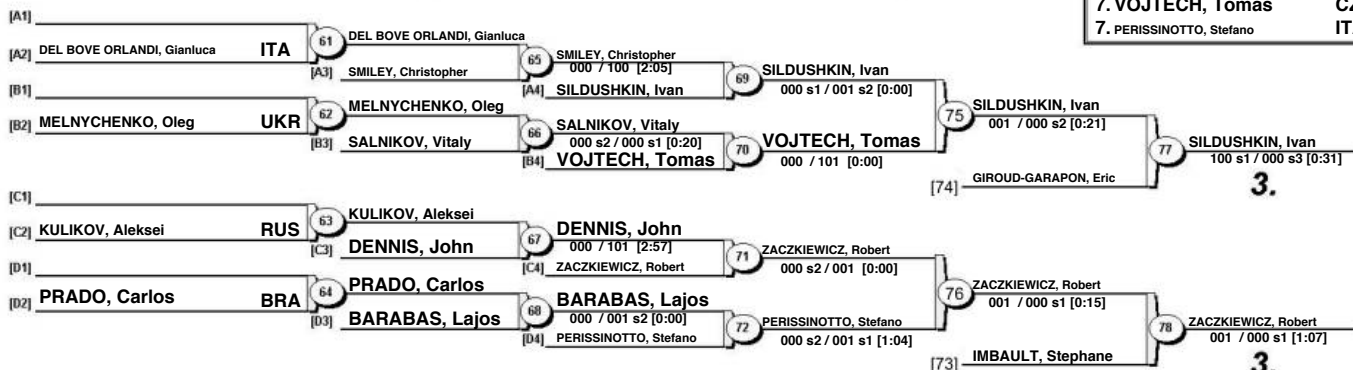 7. VOJTECH, Tomas
7. PERISSINOTTO, Stefano
[A1]
[A2] DEL BOVE ORLANDI, Gianluca ITA
61 DEL BOVE ORLANDI, Gianluca
[A3] SMILEY, Christopher
65 SMILEY, Christopher
000 / 100 [2:05]
[A4] SILDUSHKIN, Ivan
69 SILDUSHKIN, Ivan
000 s1 / 001 s2 [0:00]
[B1]
[B2] MELNYCHENKO, Oleg UKR
62 MELNYCHENKO, Oleg
[B3] SALNIKOV, Vitaly
66 SALNIKOV, Vitaly
000 s2 / 000 s1 [0:20]
[B4] VOJTECH, Tomas
70 VOJTECH, Tomas
000 / 101 [0:00]
75 SILDUSHKIN, Ivan
001 / 000 s2 [0:21]
[74] GIROUD-GARAPON, Eric
77 SILDUSHKIN, Ivan
100 s1 / 000 s3 [0:31]
3.
[C1]
[C2] KULIKOV, Aleksei RUS
63 KULIKOV, Aleksei
[C3] DENNIS, John
67 DENNIS, John
000 / 101 [2:57]
[C4] ZACZKIEWICZ, Robert
71 ZACZKIEWICZ, Robert
000 s2 / 001 [0:00]
[D1]
[D2] PRADO, Carlos BRA
64 PRADO, Carlos
[D3] BARABAS, Lajos
68 BARABAS, Lajos
000 / 001 s2 [0:00]
[D4] PERISSINOTTO, Stefano
72 PERISSINOTTO, Stefano
000 s2 / 001 s1 [1:04]
76 ZACZKIEWICZ, Robert
001 / 000 s1 [0:15]
[73] IMBAULT, Stephane
78 ZACZKIEWICZ, Robert
001 / 000 s1 [1:07]
3.